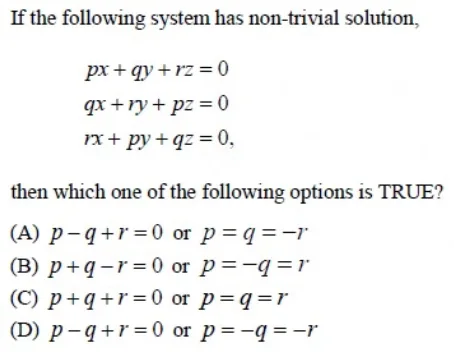 If the following system has non-trivial solution,
px + qy + rz = 0
qx + ry + pz = 0
rx + py + qz = 0,
then which one of the following options is TRUE?
(A) p − q + r = 0 or p = q = −r
(B) p + q − r = 0 or p = −q = r
(C) p + q + r = 0 or p = q = r
(D) p − q + r = 0 or p = −q = −r